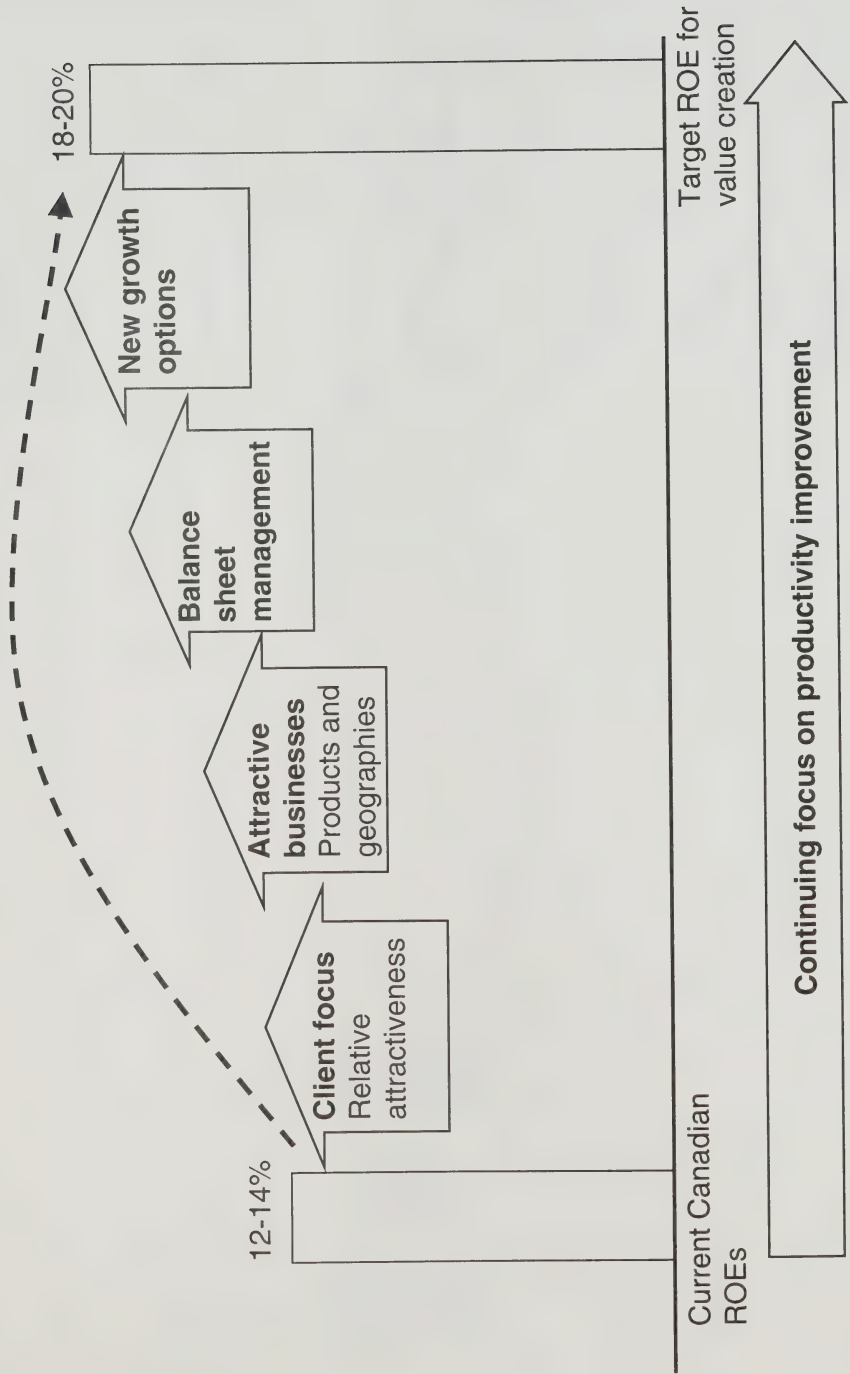 12-14%
Client focus
Relative
attractiveness
Attractive
businesses
Products and
geographies
Balance
sheet
management
New growth
options
18-20%
Current Canadian
ROEs
Target ROE for
value creation
Continuing focus on productivity improvement